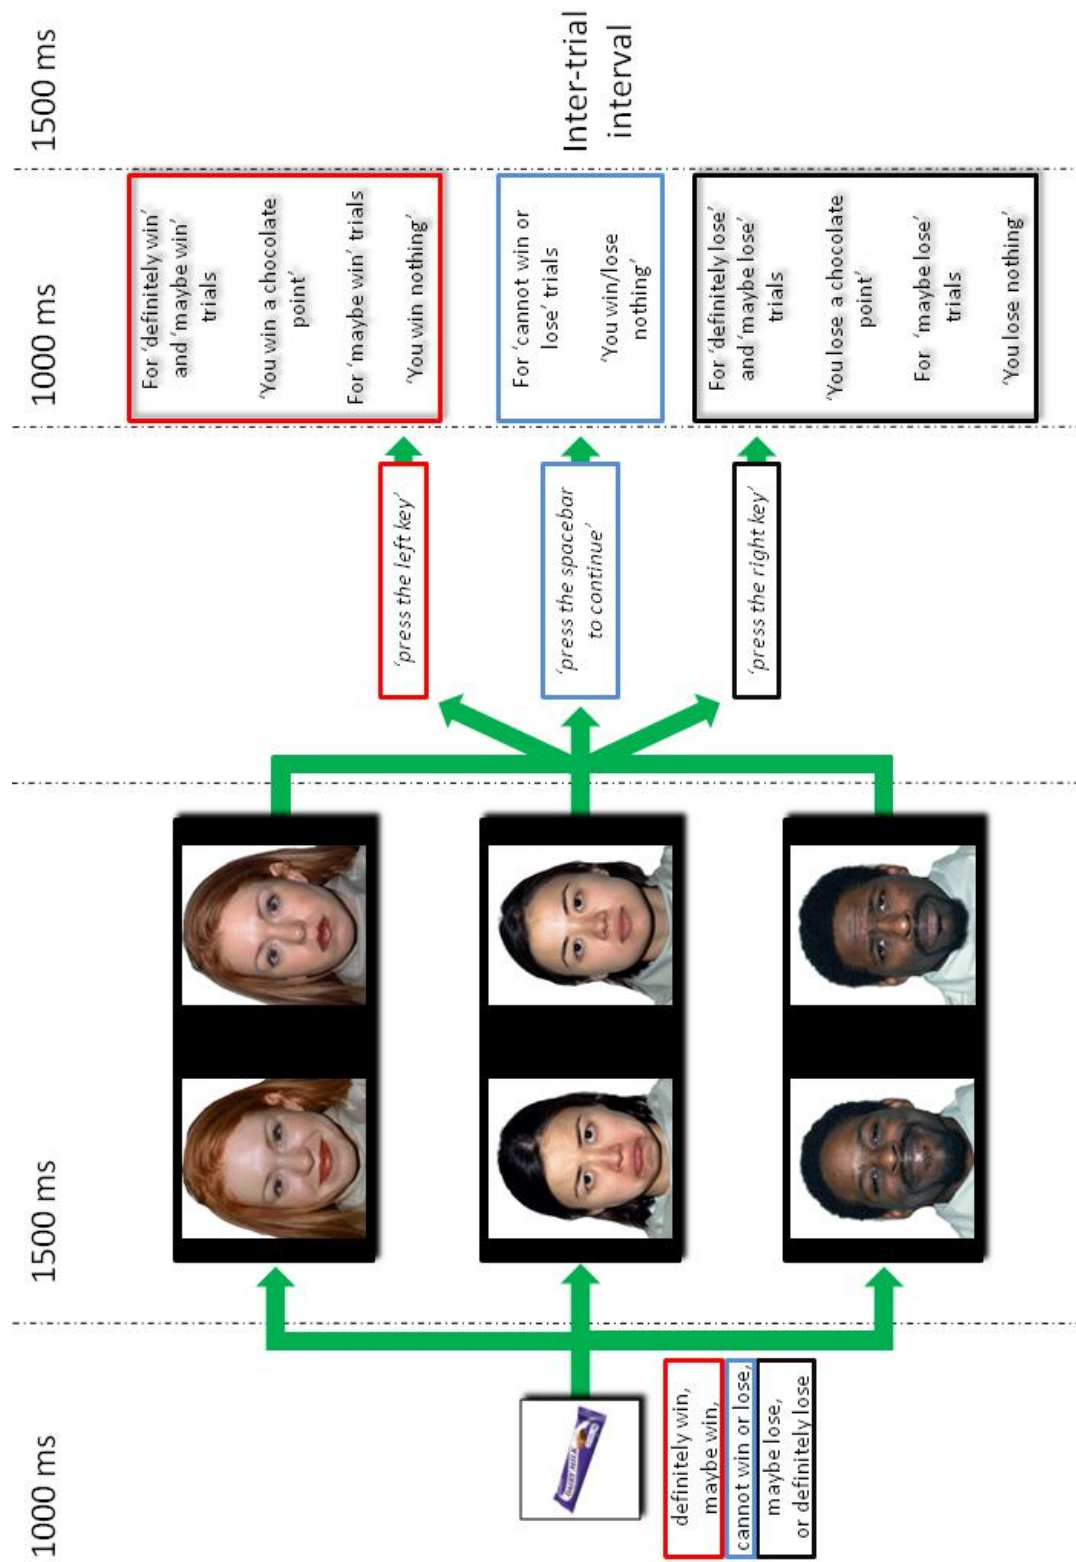 1000 ms
1500 ms
1000 ms
1500 ms
DAIRY MILK
definitely win,
maybe win,
cannot win or lose,
maybe lose,
or definitely lose
‘press the left key’
‘press the spacebar
to continue’
‘press the right key’
For ‘definitely win’
and ‘maybe win’
trials
‘You win a chocolate
point’
For ‘maybe win’ trials
‘You win nothing’
For ‘cannot win or
lose’ trials
‘You win/lose
nothing’
For ‘definitely lose’
and ‘maybe lose’
trials
‘You lose a chocolate
point’
For ‘maybe lose’
trials
‘You lose nothing’
Inter-trial
interval